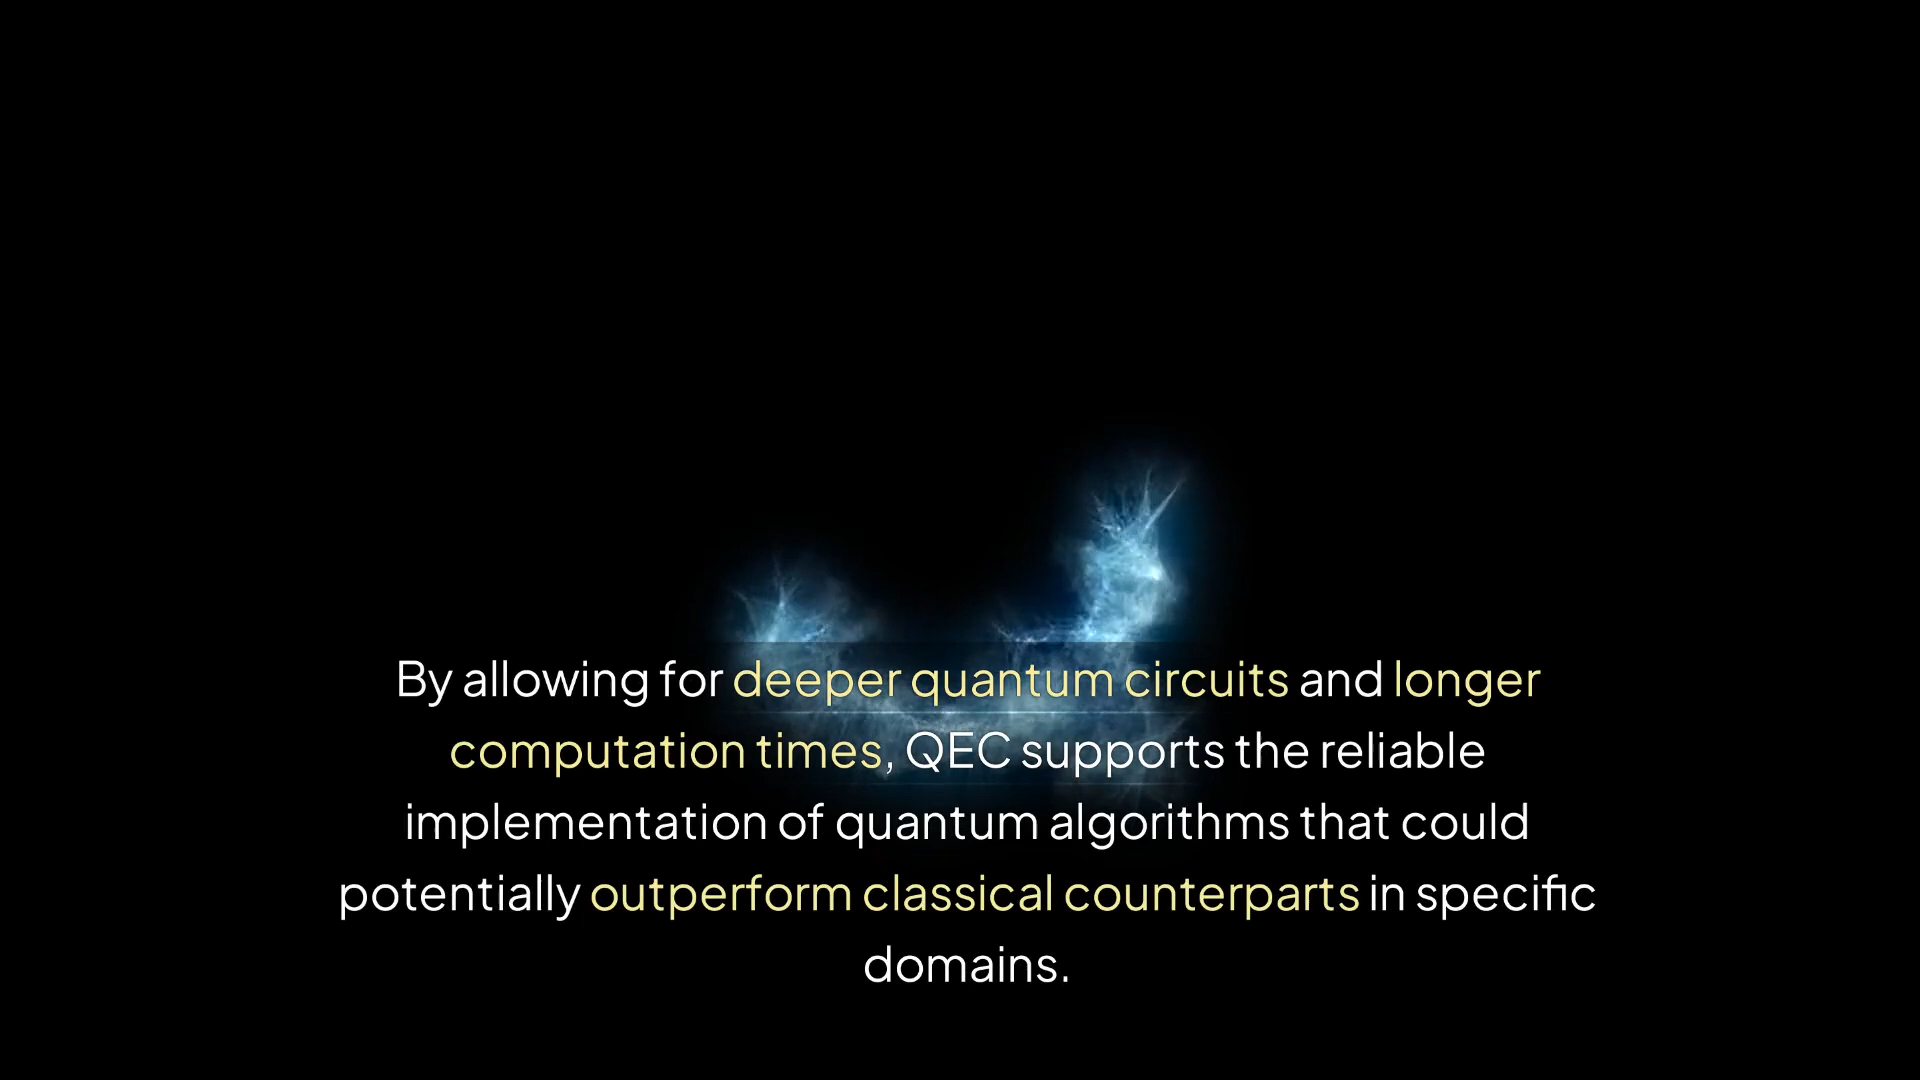 By allowing for deeper quantum circuits and longer
computation times, QEC supports the reliable
implementation of quantum algorithms that could
potentially outperform classical counterparts in specific
domains.